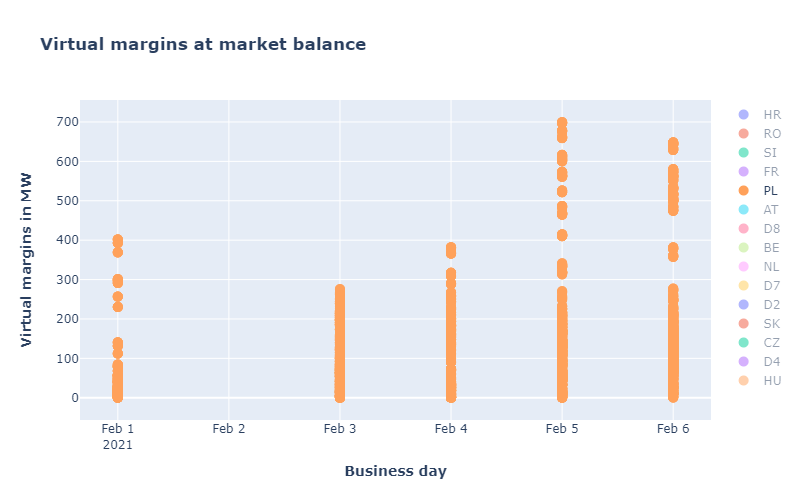 Virtual margins at market balance
Virtual margins in MW
700
600
500
400
300
200
100
0
Feb 1
2021
Feb 2
Feb 3
Feb 4
Feb 5
Feb 6
Business day
HR
RO
SI
FR
PL
AT
D8
BE
NL
D7
D2
SK
CZ
D4
HU